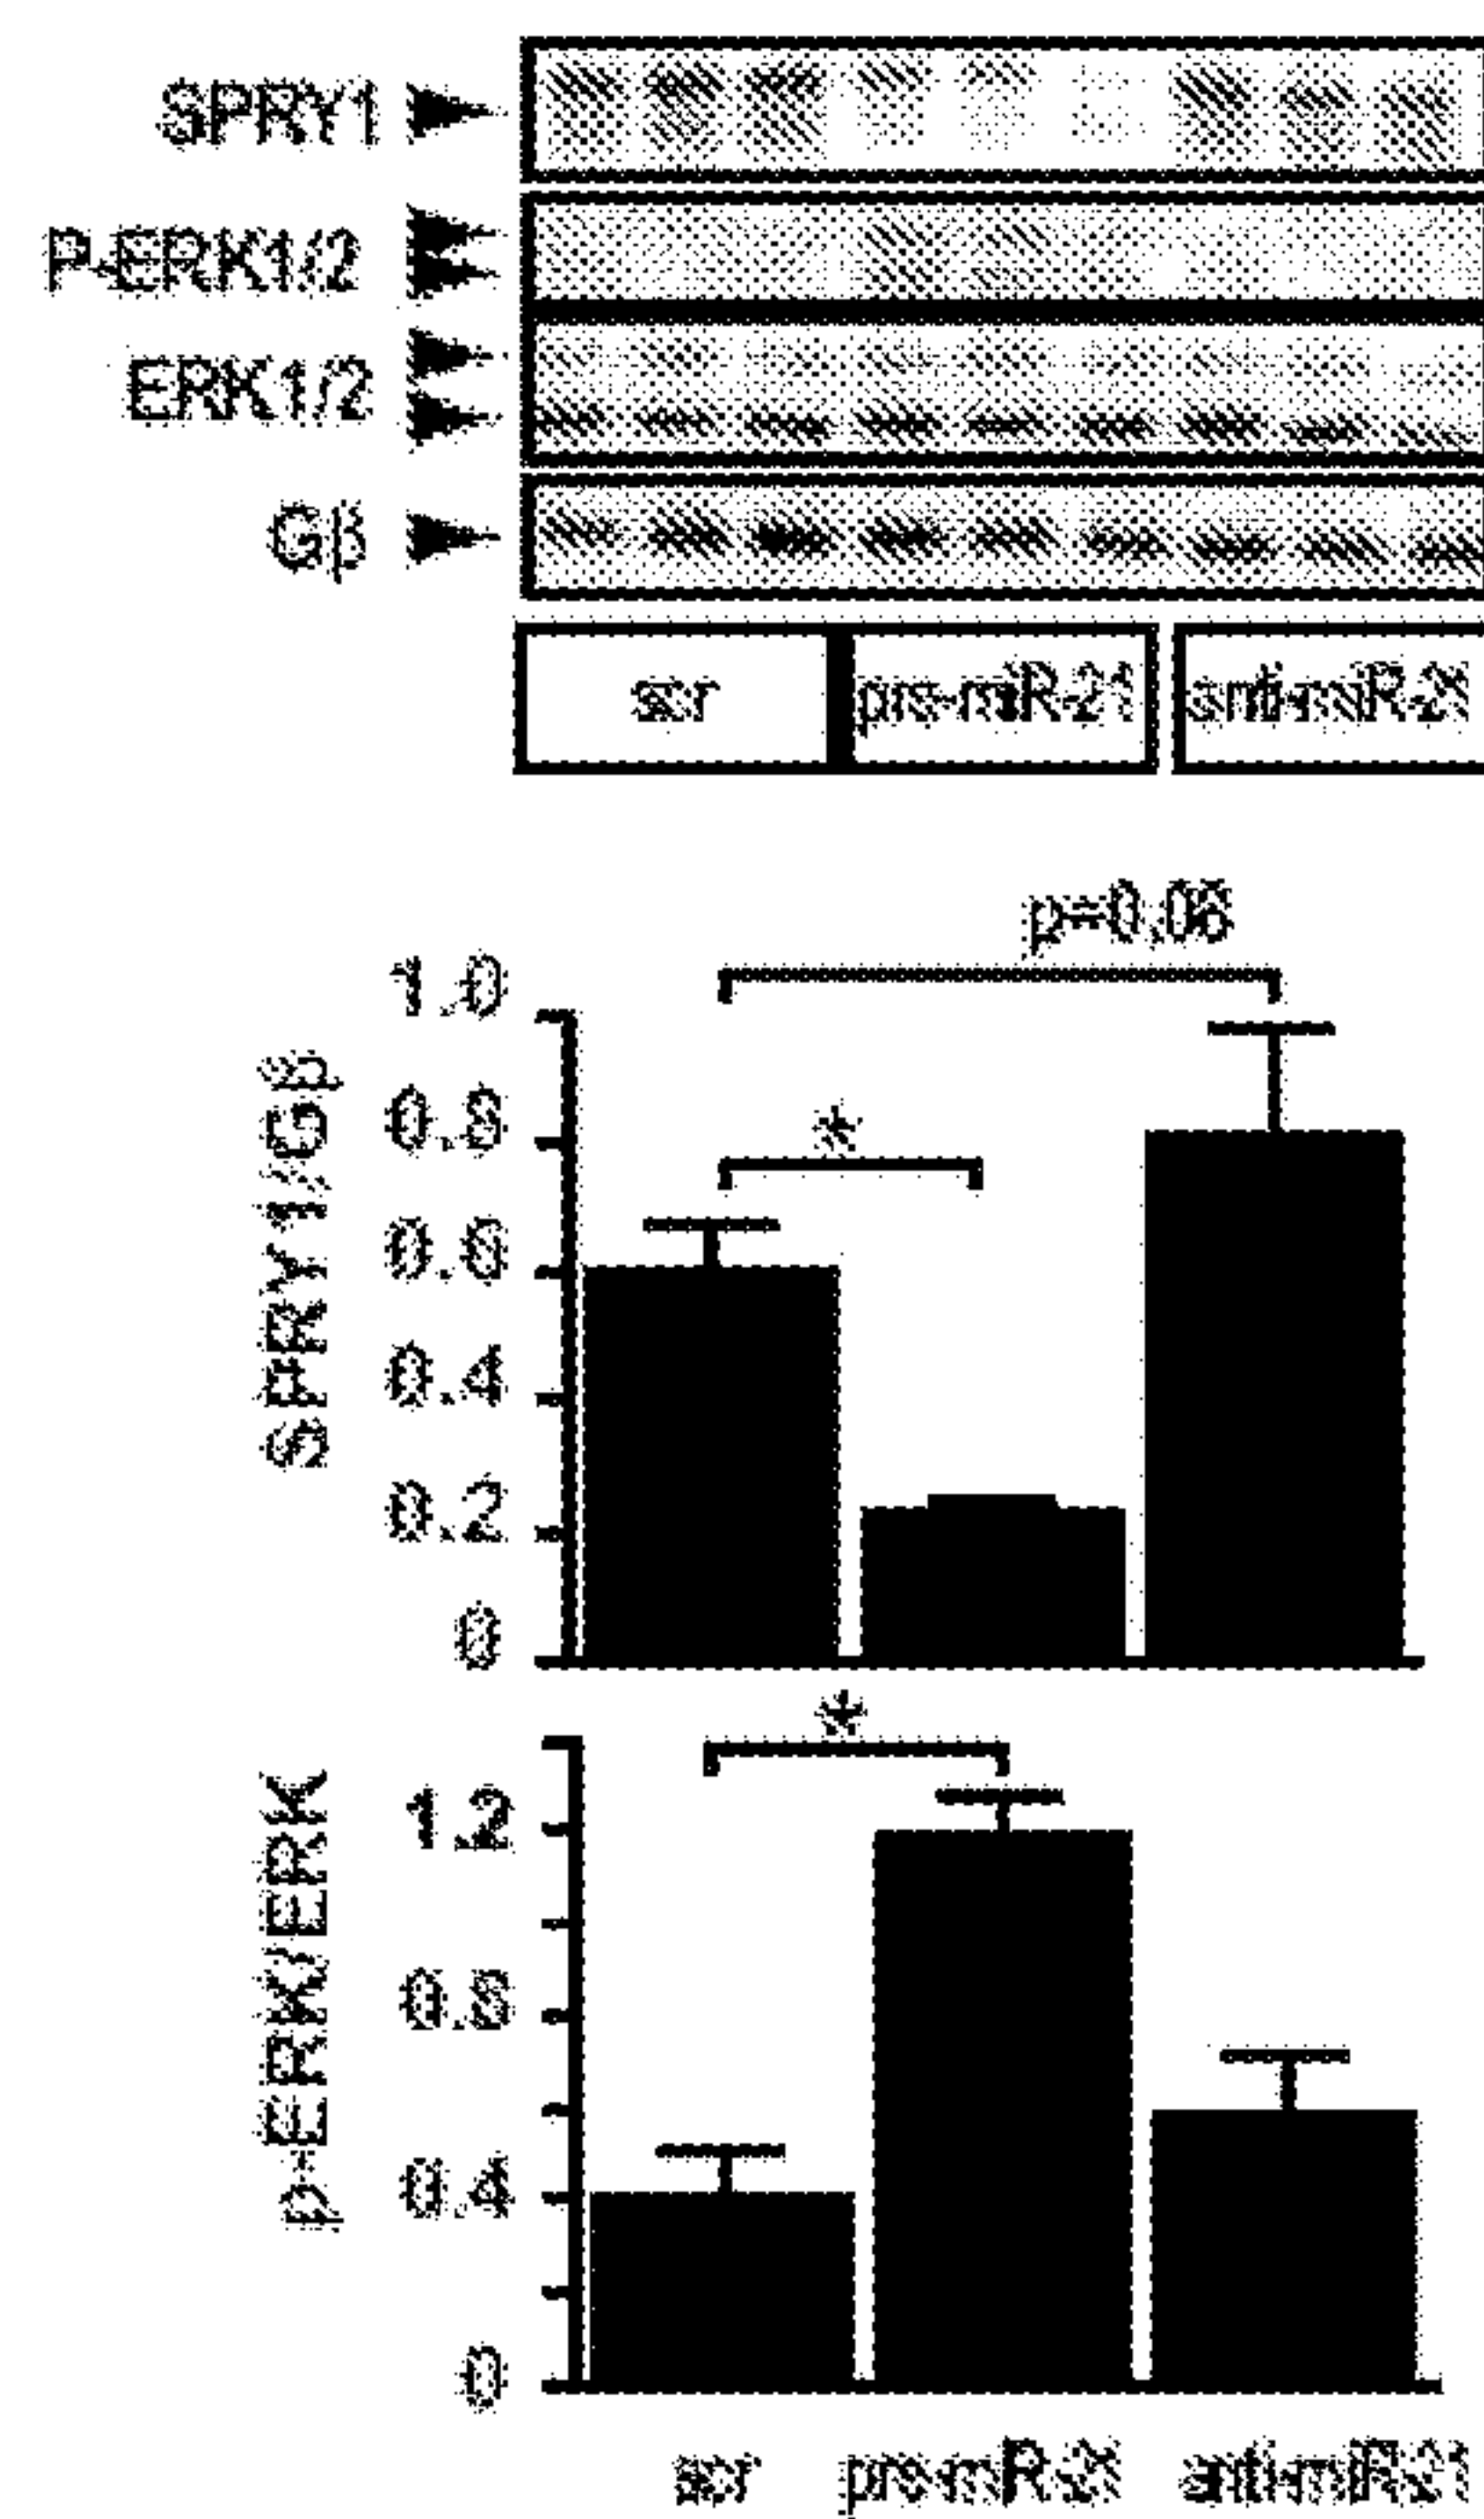 SPRY1
P-ERK1/2
ERK1/2
Gβ
scr pre-miR-21 anti-miR-21
p=0.06
1.0
*
0.8
0.6
0.4
0.2
0
SPRY1/Gβ
*
1.2
0.8
0.4
0
p-ERK/ERK
scr pre-miR-21 anti-miR-21